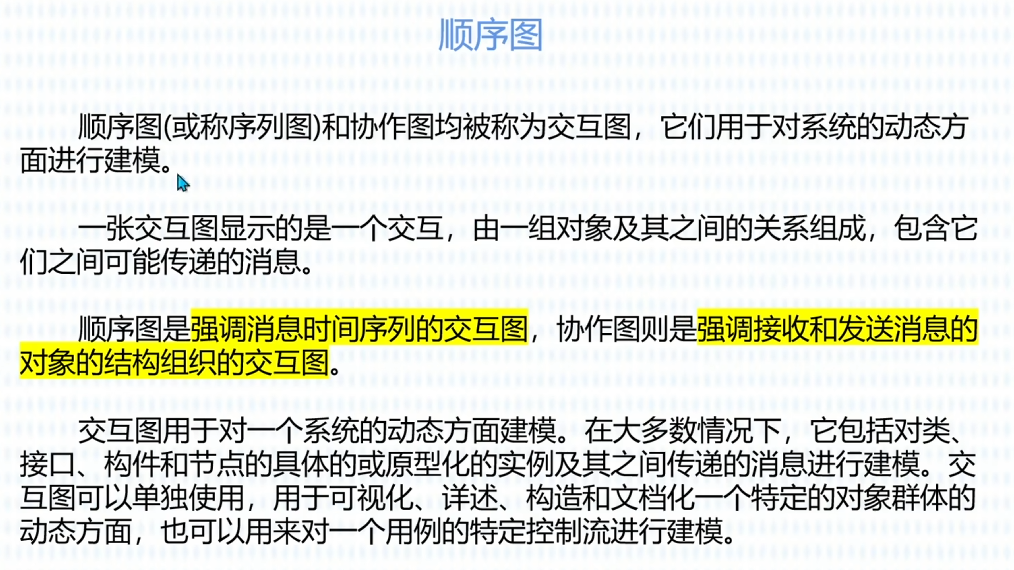 顺序图
顺序图(或称序列图)和协作图均被称为交互图，它们用于对系统的动态方
面进行建模。
一张交互图显示的是一个交互，由一组对象及其之间的关系组成，包含它
们之间可能传递的消息。
顺序图是强调消息时间序列的交互图，协作图则是强调接收和发送消息的
对象的结构组织的交互图。
交互图用于对一个系统的动态方面建模。在大多数情况下，它包括对类、
接口、构件和节点的具体的或原型化的实例及其之间传递的消息进行建模。交
互图可以单独使用，用于可视化、详述、构造和文档化一个特定的对象群体的
动态方面，也可以用来对一个用例的特定控制流进行建模。